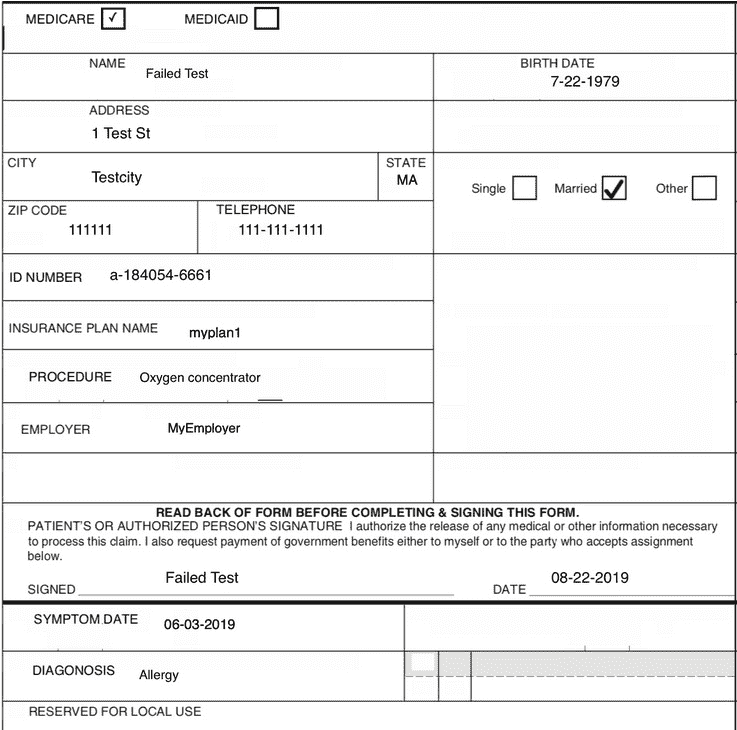 MEDICARE ✓ MEDICAID
NAME Failed Test BIRTH DATE 7-22-1979
ADDRESS
1 Test St
CITY Testcity STATE MA
Single Married ✓ Other
ZIP CODE 111111 TELEPHONE 111-111-1111
ID NUMBER a-184054-6661
INSURANCE PLAN NAME myplan1
PROCEDURE Oxygen concentrator
EMPLOYER MyEmployer
READ BACK OF FORM BEFORE COMPLETING & SIGNING THIS FORM.
PATIENT'S OR AUTHORIZED PERSON'S SIGNATURE I authorize the release of any medical or other information necessary
to process this claim. I also request payment of government benefits either to myself or to the party who accepts assignment
below.
SIGNED Failed Test DATE 08-22-2019
SYMPTOM DATE 06-03-2019
DIAGONOSIS Allergy
RESERVED FOR LOCAL USE